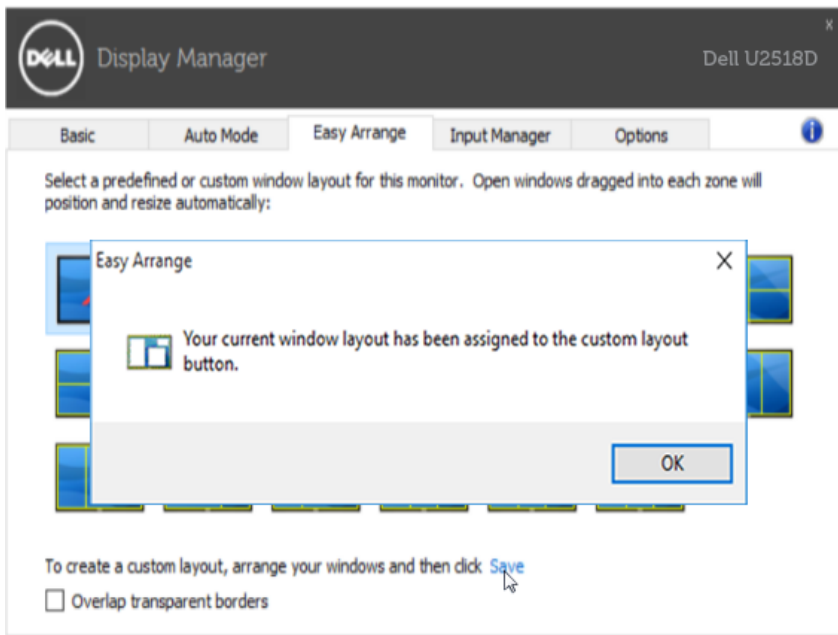 x
DELL Display Manager
Dell U2518D
Basic Auto Mode Easy Arrange Input Manager Options i
Select a predefined or custom window layout for this monitor. Open windows dragged into each zone will
position and resize automatically:
Easy Arrange
Your current window layout has been assigned to the custom layout
button.
OK
To create a custom layout, arrange your windows and then click Save
Overlap transparent borders